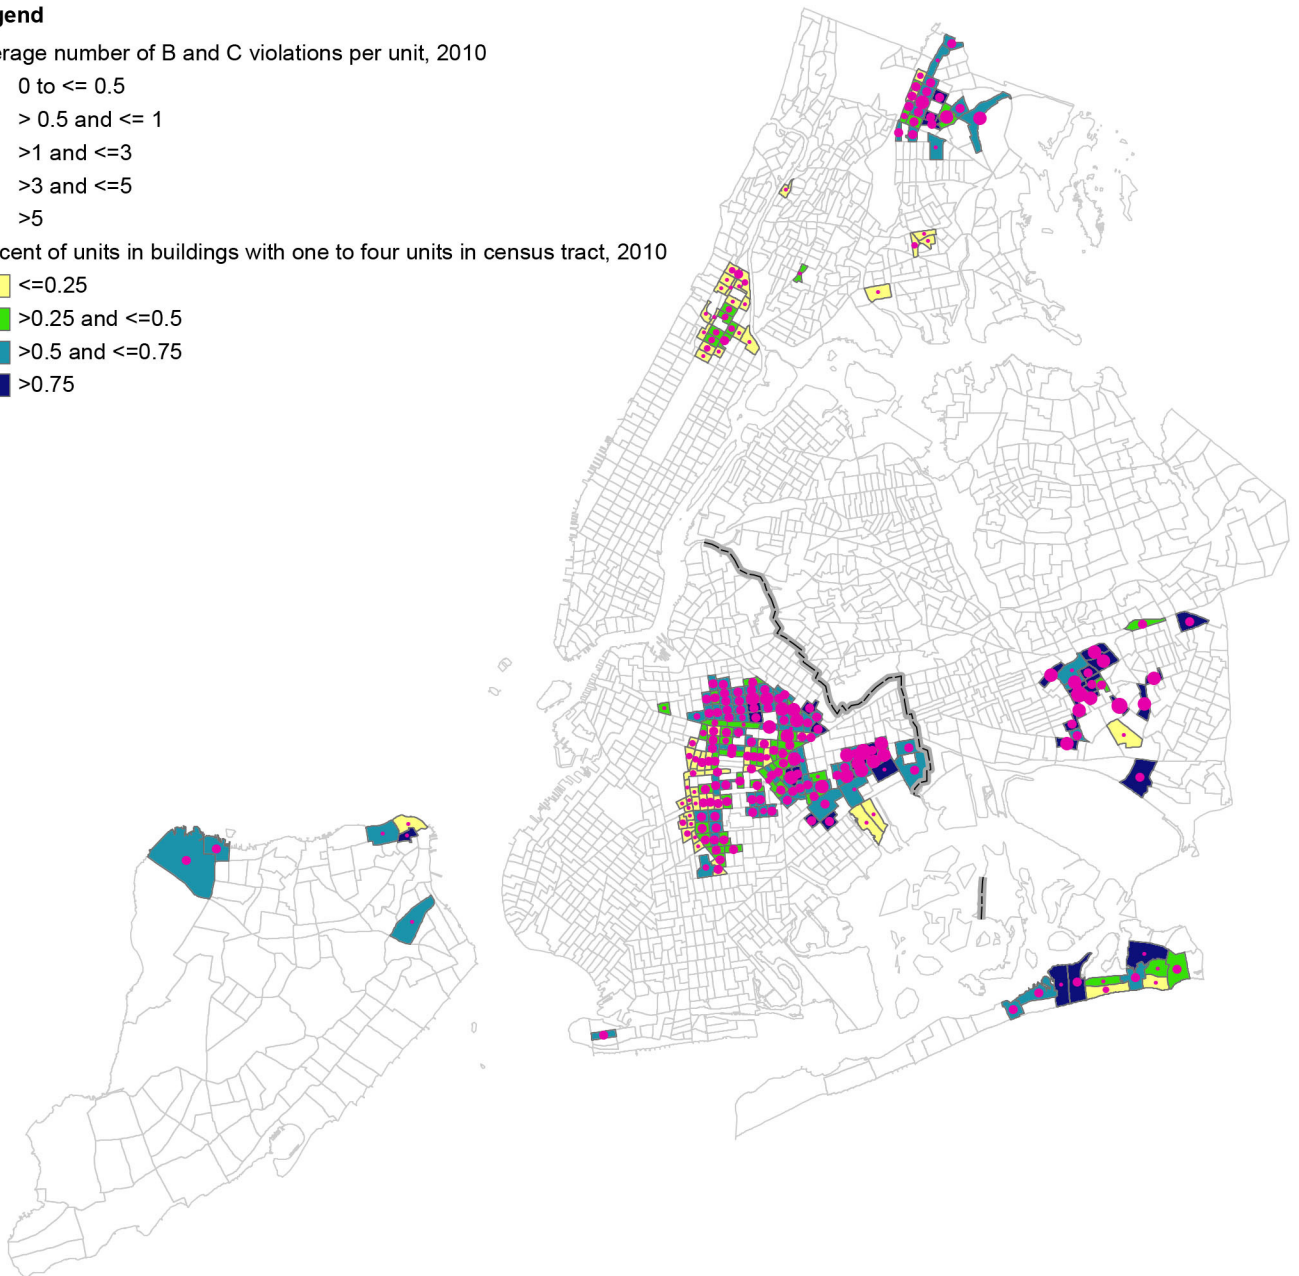 gend
erage number of B and C violations per unit, 2010
0 to <= 0.5
> 0.5 and <= 1
>1 and <=3
>3 and <=5
>5
cent of units in buildings with one to four units in census tract, 2010
<=0.25
>0.25 and <=0.5
>0.5 and <=0.75
>0.75